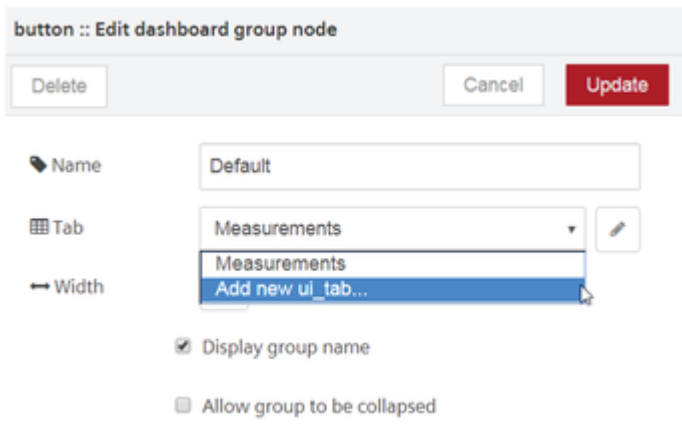 button :: Edit dashboard group node
Delete Cancel Update
Name Default
Tab Measurements
Measurements
Width Add new ui_tab...
Display group name
Allow group to be collapsed